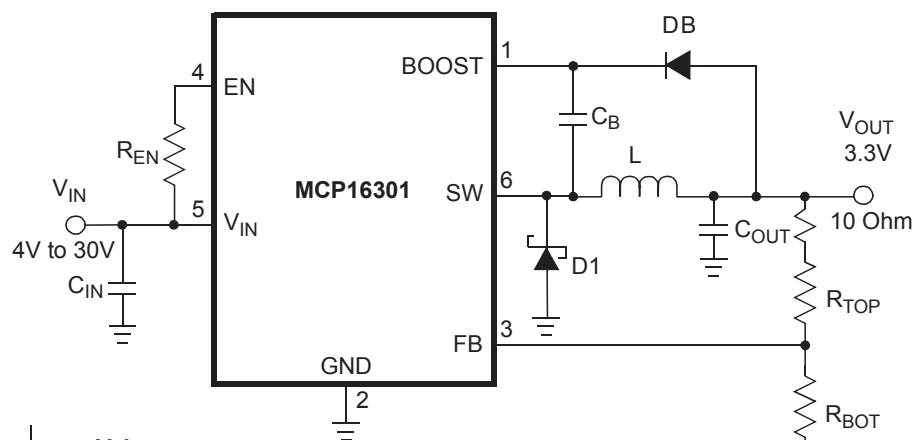 DB
1
BOOST
4
EN
C_B
V_OUT
3.3V
R_EN
L
MCP16301
6
SW
V_IN
5
V_IN
4V to 30V
C_OUT
10 Ohm
D1
C_IN
R_TOP
3
FB
GND
2
R_BOT